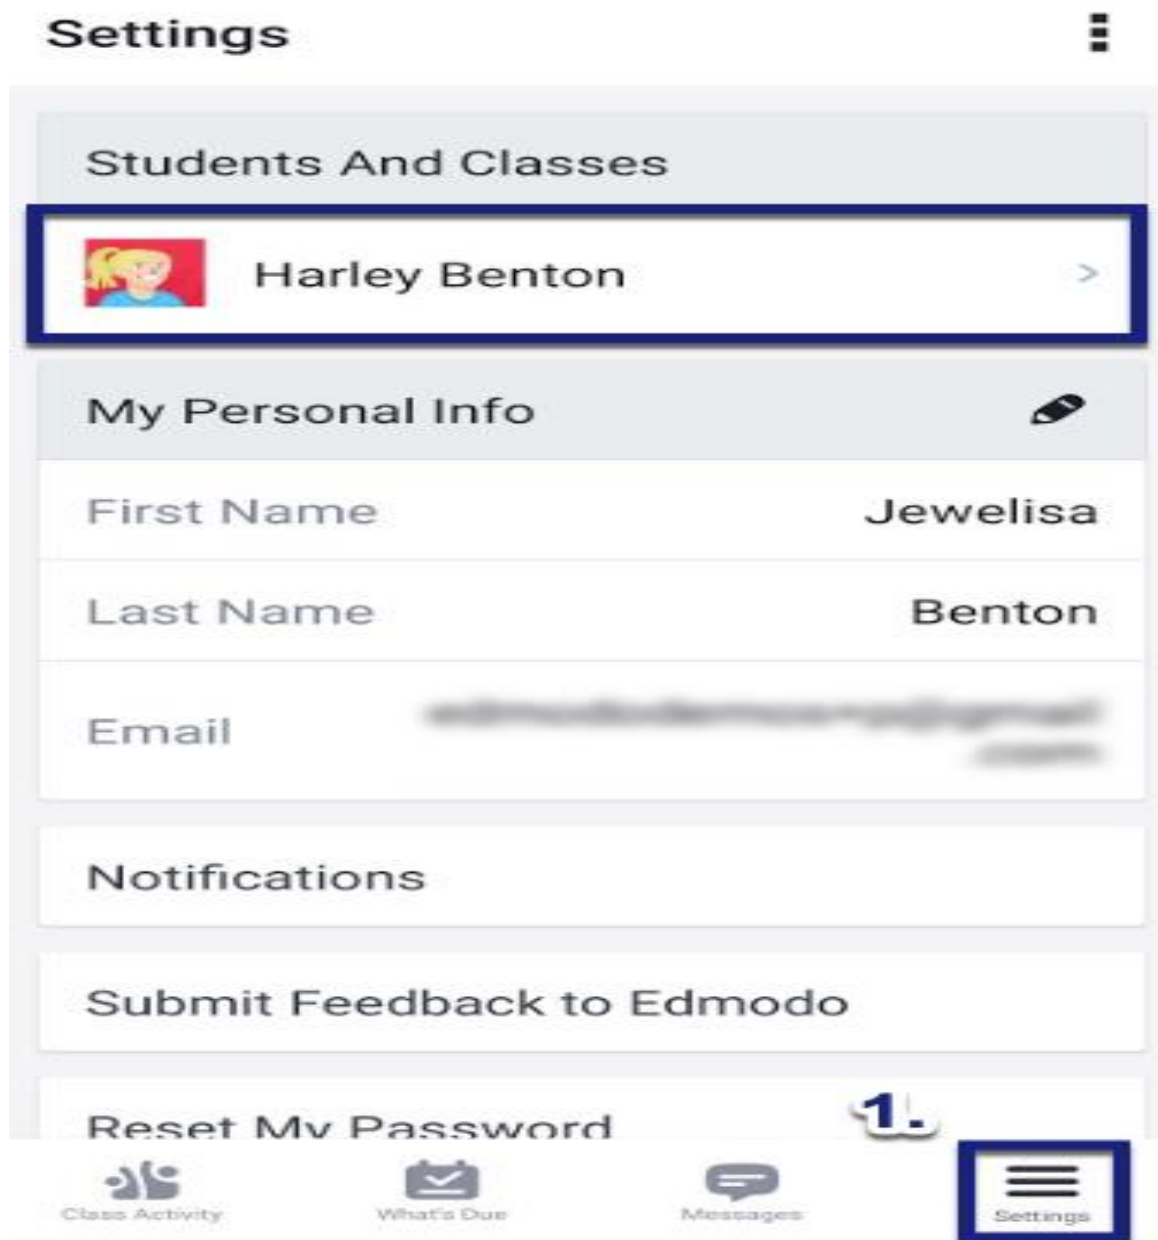 Settings
Students And Classes
Harley Benton
My Personal Info
First Name Jewelisa
Last Name Benton
Email
Notifications
Submit Feedback to Edmodo
Reset My Password
1.
Class Activity What's Due Messages Settings